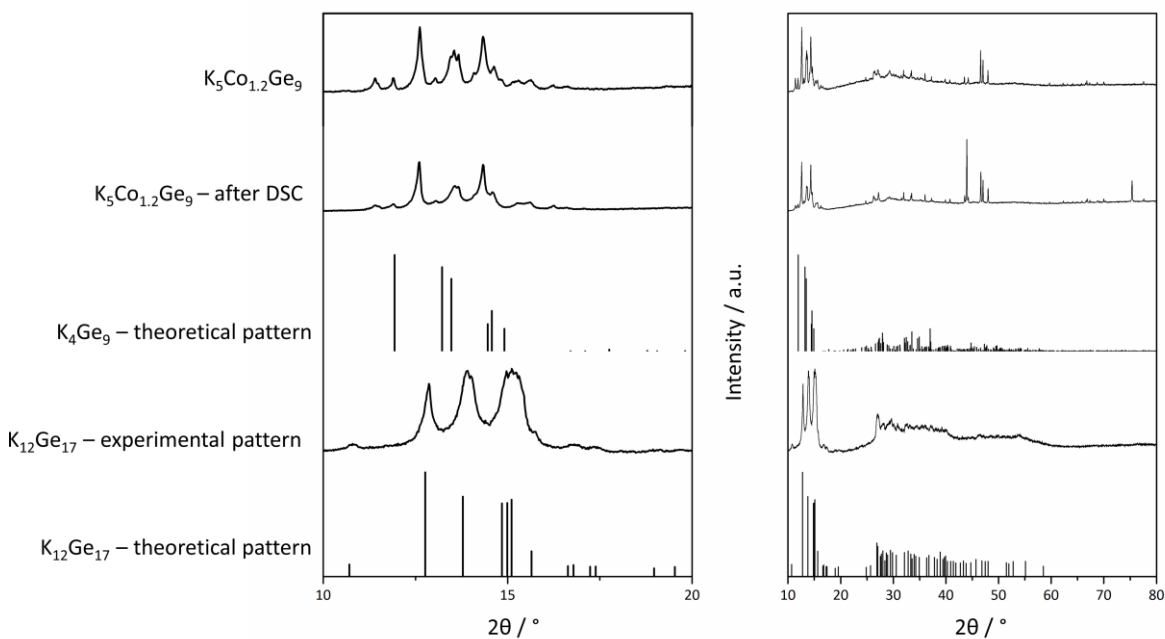 K₅Co₁.₂Ge₉
K₅Co₁.₂Ge₉ – after DSC
K₄Ge₉ – theoretical pattern
K₁₂Ge₁₇ – experimental pattern
K₁₂Ge₁₇ – theoretical pattern
10 15 20
2θ / °
Intensity / a.u.
10 20 30 40 50 60 70 80
2θ / °